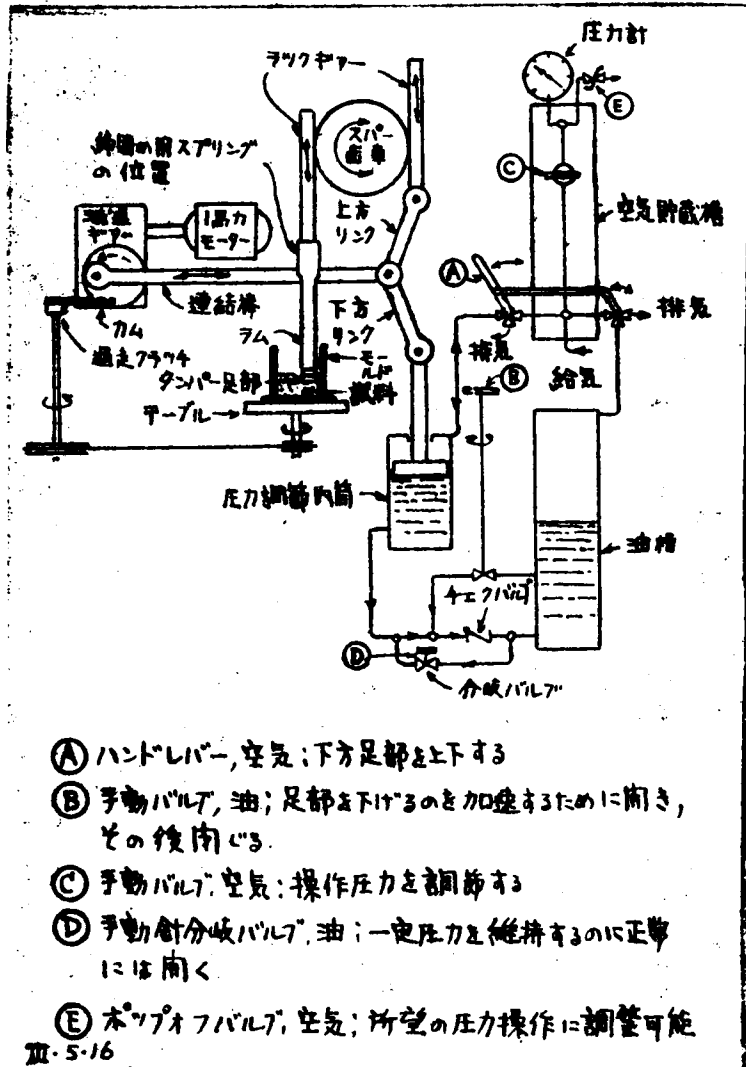 圧力計
ラックギァー
Ⓔ
スパー
歯車
締固め用スプリング
の位置
Ⓒ
空気貯蔵槽
減速
ギァー
1馬力
モーター
上方
リンク
Ⓐ
連結棒
下方
リンク
排気
カム
過走クラッチ
ラム
モー
ルド
排気
給気
タンパー足部
試料
Ⓑ
テーブル
圧力調節内筒
油槽
チェクバルブ
Ⓓ
分岐バルブ
Ⓐ ハンドレバー, 空気; 下方足部を上下する
Ⓑ 手動バルブ, 油; 足部を下げるのを加速するために開き,
その後閉じる.
Ⓒ 手動バルブ, 空気: 操作圧力を調節する
Ⓓ 手動針分岐バルブ, 油; 一定圧力を維持するのに正常
には開く
Ⓔ ポップオフバルブ, 空気; 所望の圧力操作に調整可能
Ⅲ・5・16